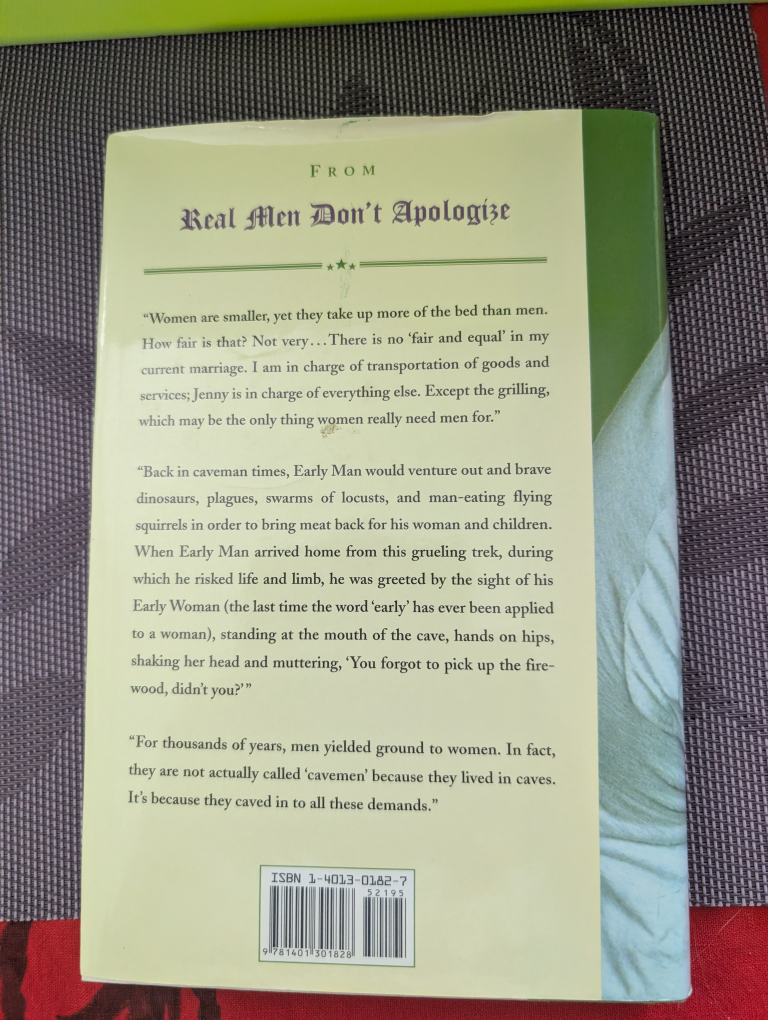 FROM
Real Men Don't Apologize
“Women are smaller, yet they take up more of the bed than men.
How fair is that? Not very…There is no ‘fair and equal’ in my
current marriage. I am in charge of transportation of goods and
services; Jenny is in charge of everything else. Except the grilling,
which may be the only thing women really need men for.”
“Back in caveman times, Early Man would venture out and brave
dinosaurs, plagues, swarms of locusts, and man-eating flying
squirrels in order to bring meat back for his woman and children.
When Early Man arrived home from this grueling trek, during
which he risked life and limb, he was greeted by the sight of his
Early Woman (the last time the word ‘early’ has ever been applied
to a woman), standing at the mouth of the cave, hands on hips,
shaking her head and muttering, ‘You forgot to pick up the fire-
wood, didn’t you?’”
“For thousands of years, men yielded ground to women. In fact,
they are not actually called ‘cavemen’ because they lived in caves.
It’s because they caved in to all these demands.”
ISBN 1-4013-0182-7
52195
9 781401 301828